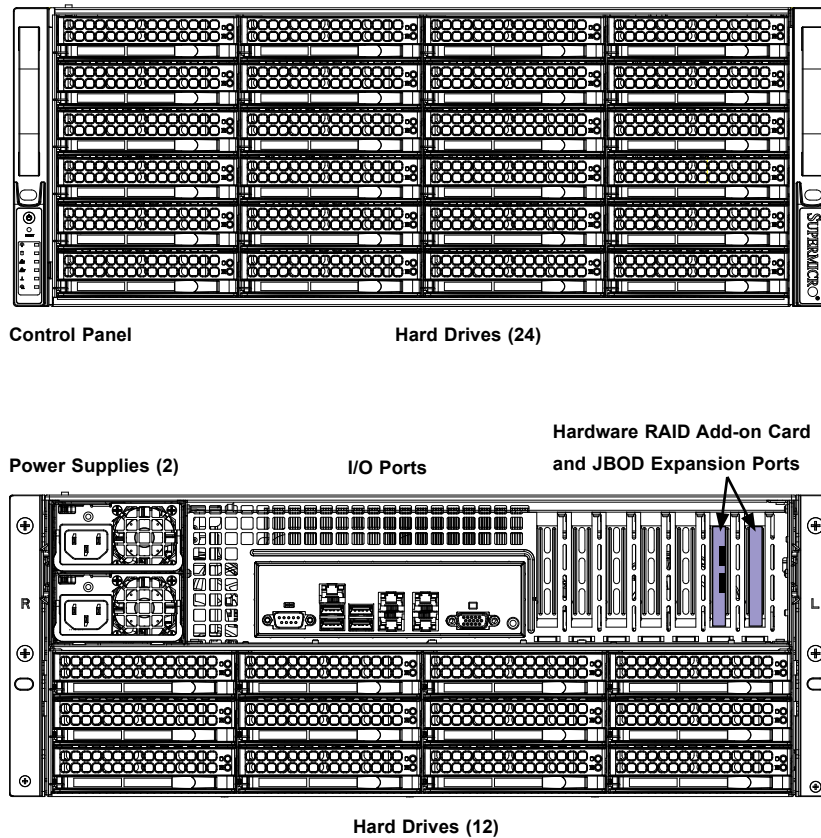 SUPERMICRO
Control Panel
Hard Drives (24)
Power Supplies (2)
I/O Ports
Hardware RAID Add-on Card
and JBOD Expansion Ports
R
L
Hard Drives (12)